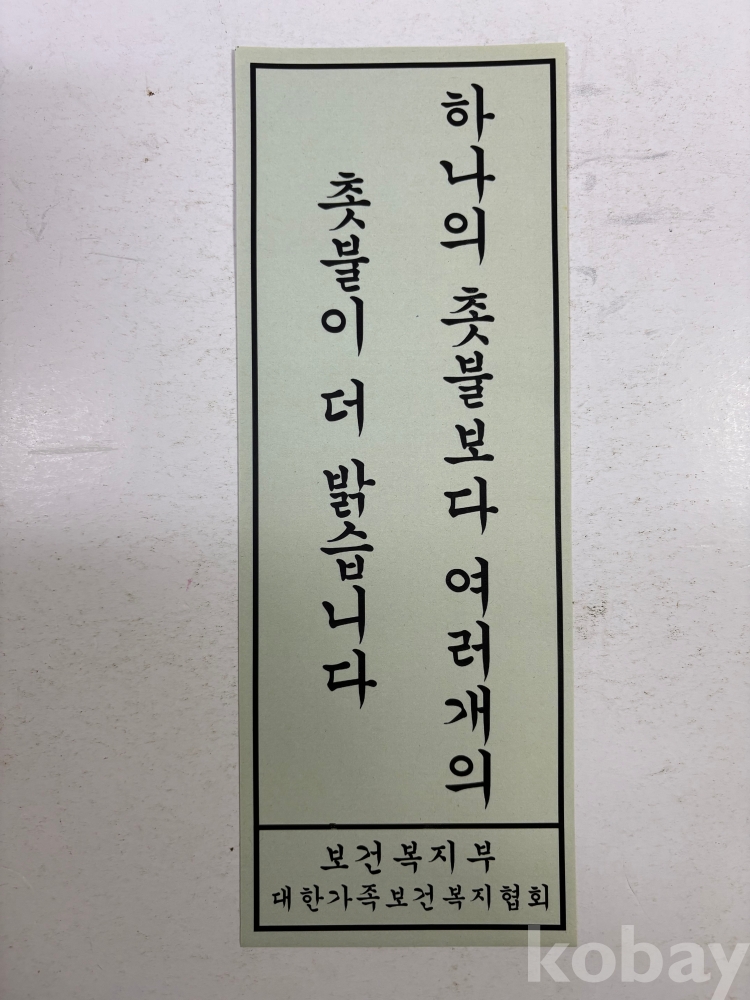 하나의 촛불보다 여러개의
촛불이 더 밝습니다
보건복지부
대한가족보건복지협회
kobay